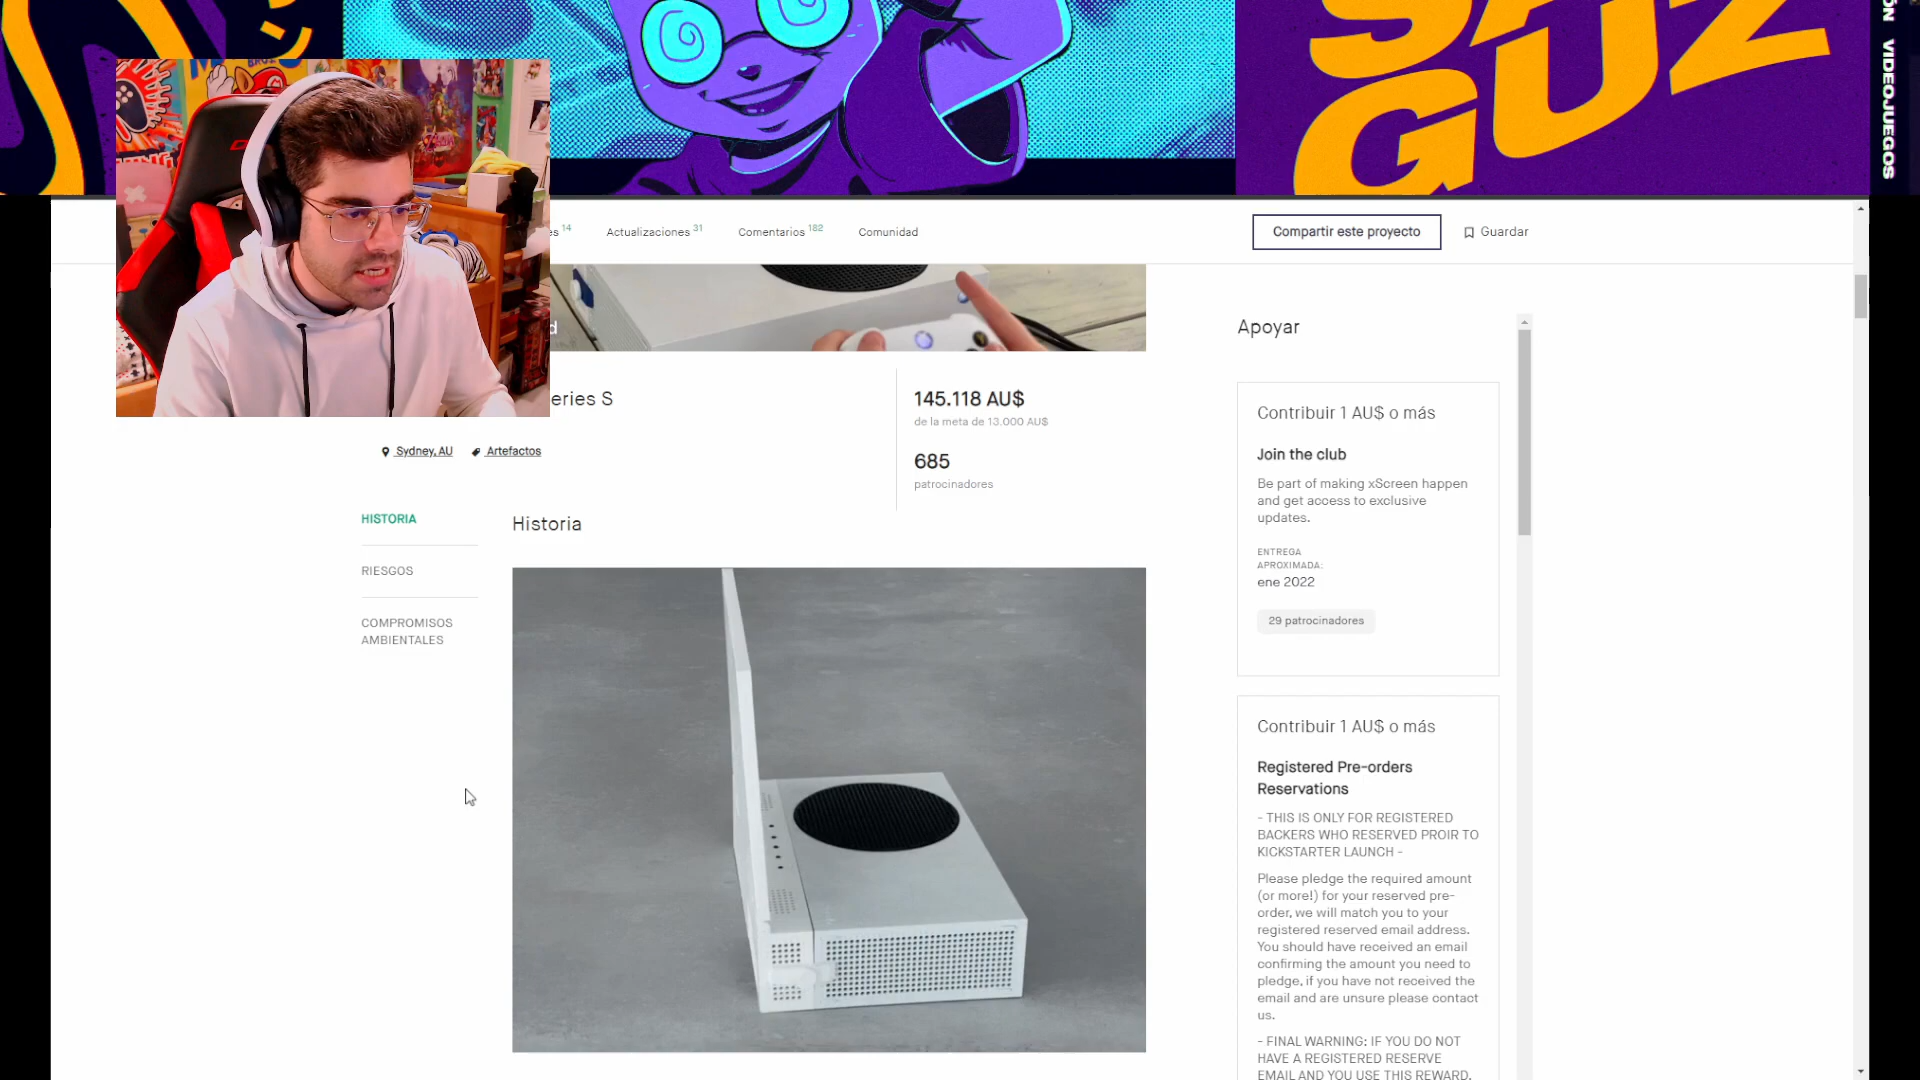 GUZ
VIDEOJUEGOS
14
Actualizaciones 31
Comentarios 182
Comunidad
Compartir este proyecto
Guardar
d
eries S
Sydney, AU
Artefactos
145.118 AU$
de la meta de 13.000 AU$
685
patrocinadores
HISTORIA
RIESGOS
COMPROMISOS
AMBIENTALES
Historia
Apoyar
Contribuir 1 AU$ o más
Join the club
Be part of making xScreen happen
and get access to exclusive
updates.
ENTREGA
APROXIMADA:
ene 2022
29 patrocinadores
Contribuir 1 AU$ o más
Registered Pre-orders
Reservations
- THIS IS ONLY FOR REGISTERED
BACKERS WHO RESERVED PROIR TO
KICKSTARTER LAUNCH -
Please pledge the required amount
(or more!) for your reserved pre-
order, we will match you to your
registered reserved email address.
You should have received an email
confirming the amount you need to
pledge, if you have not received the
email and are unsure please contact
us.
- FINAL WARNING: IF YOU DO NOT
HAVE A REGISTERED RESERVE
EMAIL AND YOU USE THIS REWARD,